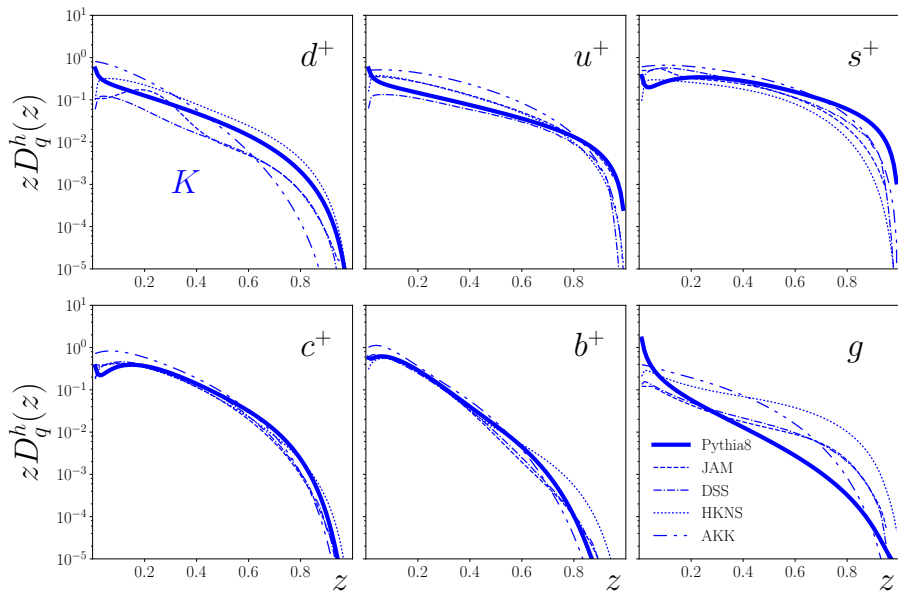 10^1
10^0
10^{-1}
10^{-2}
10^{-3}
10^{-4}
10^{-5}
zD_q^h(z)
d^+
K
0.2 0.4 0.6 0.8
u^+
0.2 0.4 0.6 0.8
s^+
0.2 0.4 0.6 0.8
10^1
10^0
10^{-1}
10^{-2}
10^{-3}
10^{-4}
10^{-5}
zD_q^h(z)
c^+
0.2 0.4 0.6 0.8 z
b^+
0.2 0.4 0.6 0.8 z
g
Pythia8
JAM
DSS
HKNS
AKK
0.2 0.4 0.6 0.8 z